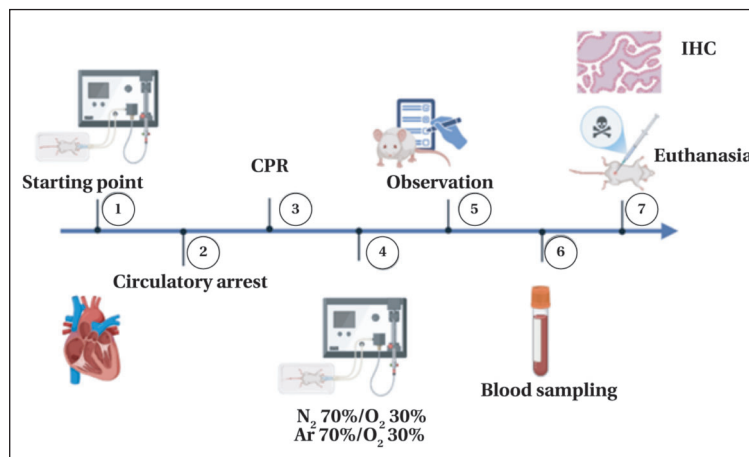 IHC
CPR
Euthanasia
Starting point
Observation
1
3
5
7
2
4
6
Circulatory arrest
Blood sampling
N₂ 70%/O₂ 30%
Ar 70%/O₂ 30%